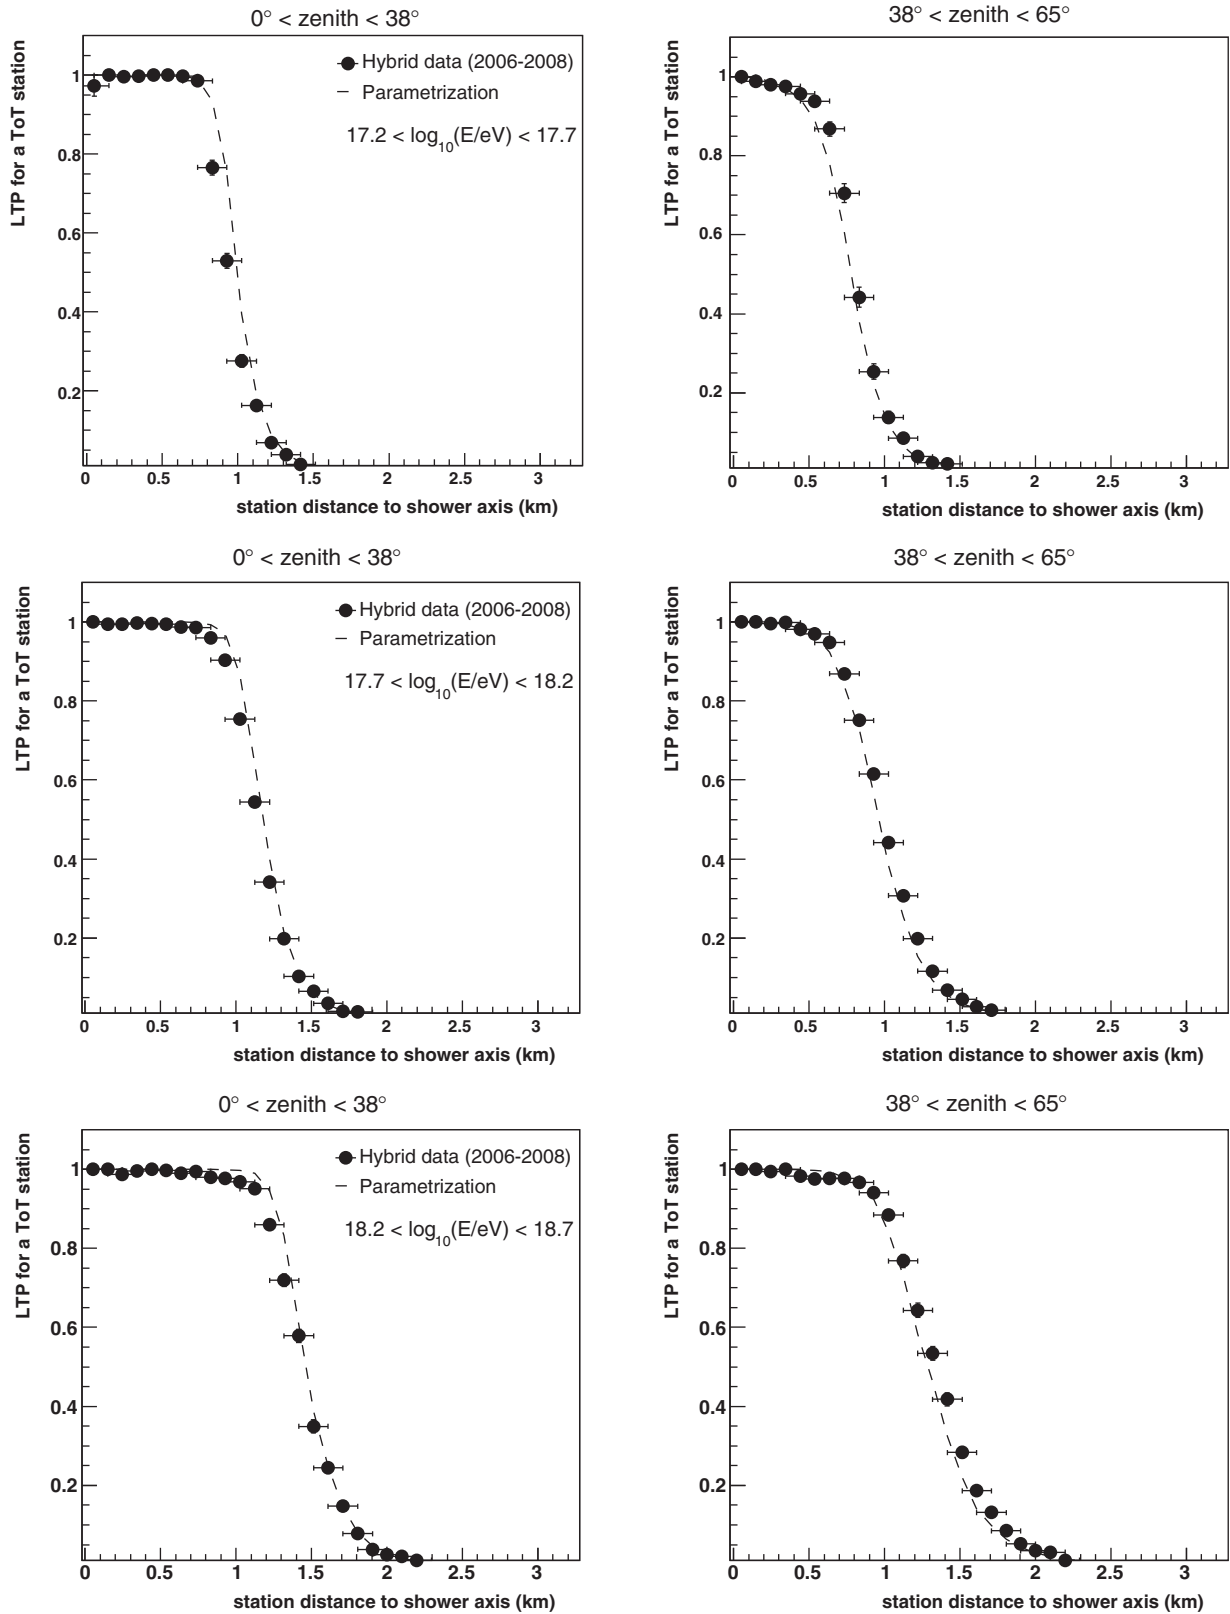 0° < zenith < 38°
LTP for a ToT station
1
0.8
0.6
0.4
0.2
Hybrid data (2006-2008)
Parametrization
17.2 < log10(E/eV) < 17.7
0 0.5 1 1.5 2 2.5 3
station distance to shower axis (km)
38° < zenith < 65°
LTP for a ToT station
1
0.8
0.6
0.4
0.2
0 0.5 1 1.5 2 2.5 3
station distance to shower axis (km)
0° < zenith < 38°
LTP for a ToT station
1
0.8
0.6
0.4
0.2
Hybrid data (2006-2008)
Parametrization
17.7 < log10(E/eV) < 18.2
0 0.5 1 1.5 2 2.5 3
station distance to shower axis (km)
38° < zenith < 65°
LTP for a ToT station
1
0.8
0.6
0.4
0.2
0 0.5 1 1.5 2 2.5 3
station distance to shower axis (km)
0° < zenith < 38°
LTP for a ToT station
1
0.8
0.6
0.4
0.2
Hybrid data (2006-2008)
Parametrization
18.2 < log10(E/eV) < 18.7
0 0.5 1 1.5 2 2.5 3
station distance to shower axis (km)
38° < zenith < 65°
LTP for a ToT station
1
0.8
0.6
0.4
0.2
0 0.5 1 1.5 2 2.5 3
station distance to shower axis (km)